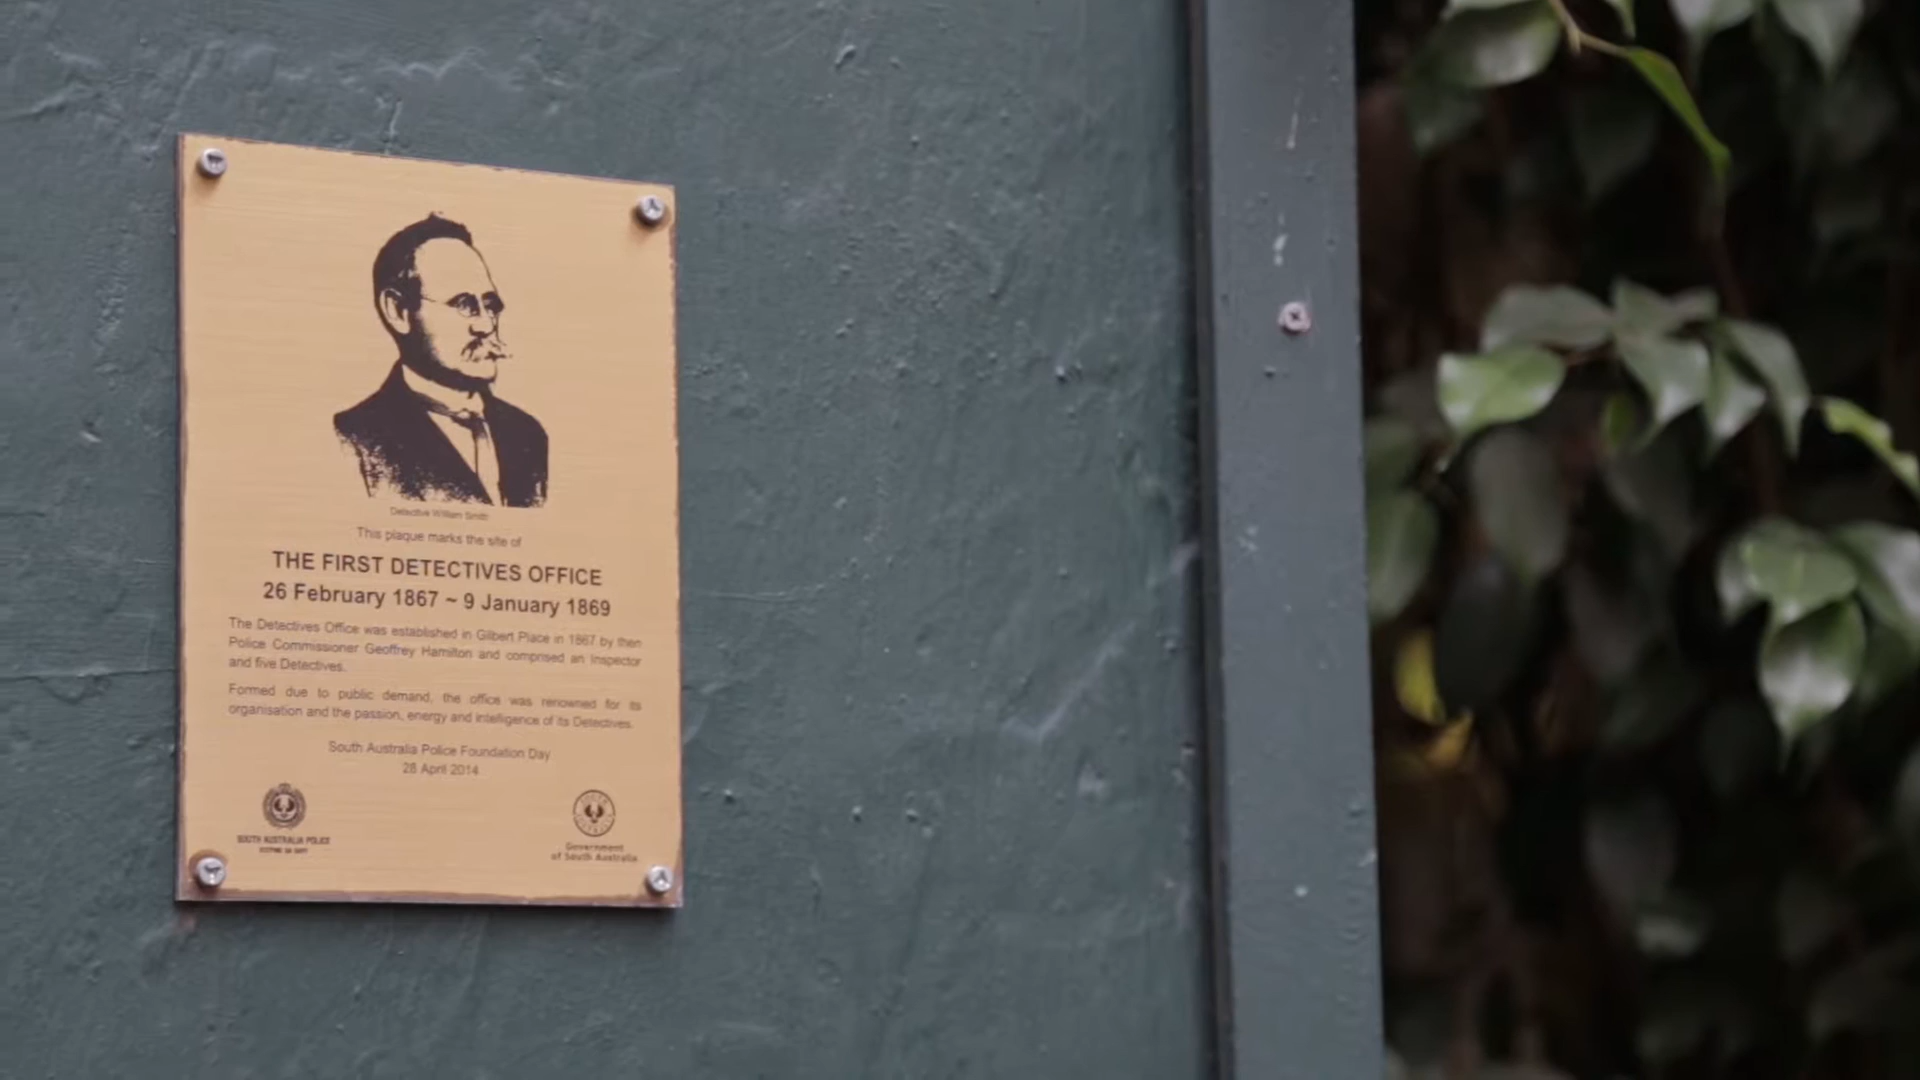 Detective William Smith
This plaque marks the site of
THE FIRST DETECTIVES OFFICE
26 February 1867 ~ 9 January 1869
The Detectives Office was established in Gilbert Place in 1867 by then
Police Commissioner Geoffrey Hamilton and comprised an Inspector
and five Detectives.
Formed due to public demand, the office was renowned for its
organisation and the passion, energy and intelligence of its Detectives.
South Australia Police Foundation Day
28 April 2014
SOUTH AUSTRALIA POLICE
KEEPING SA SAFE
Government
of South Australia